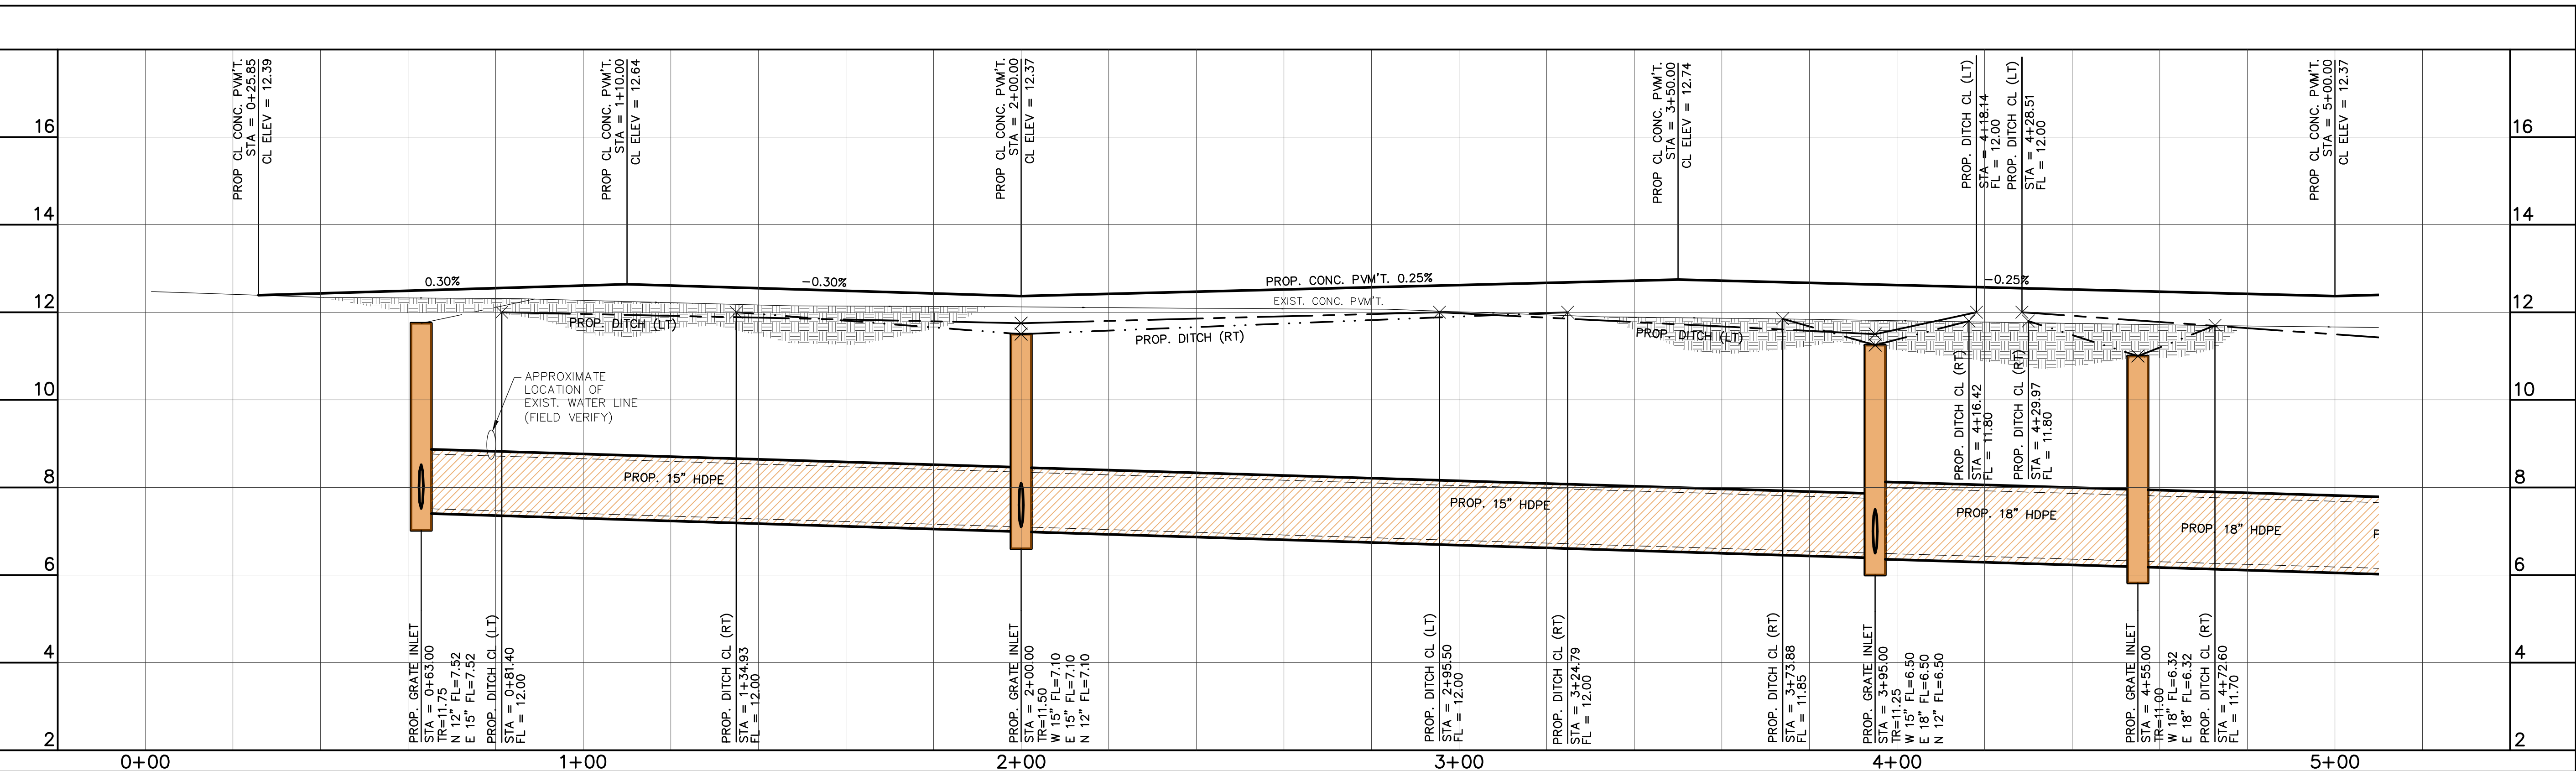 PROP CL CONC. PVM'T.
STA = 0+25.85
CL ELEV = 12.39
PROP CL CONC. PVM'T.
STA = 1+10.00
CL ELEV = 12.64
PROP CL CONC. PVM'T.
STA = 2+00.00
CL ELEV = 12.37
PROP CL CONC. PVM'T.
STA = 3+50.00
CL ELEV = 12.74
PROP. DITCH CL (LT)
STA = 4+18.14
FL = 12.00
PROP. DITCH CL (LT)
STA = 4+28.51
FL = 12.00
PROP CL CONC. PVM'T.
STA = 5+00.00
CL ELEV = 12.37
16
14
12
10
8
6
4
2
16
14
12
10
8
6
4
2
0.30%
-0.30%
PROP. CONC. PVM'T. 0.25%
-0.25%
EXIST. CONC. PVM'T.
PROP. DITCH (LT)
PROP. DITCH (RT)
PROP. DITCH (LT)
APPROXIMATE
LOCATION OF
EXIST. WATER LINE
(FIELD VERIFY)
PROP. DITCH CL (RT)
STA = 4+16.42
FL = 11.80
PROP. DITCH CL (RT)
STA = 4+29.97
FL = 11.80
PROP. 15" HDPE
PROP. 15" HDPE
PROP. 18" HDPE
PROP. 18" HDPE
P
PROP. GRATE INLET
STA = 0+63.00
TR=11.75
N 12" FL=7.52
E 15" FL=7.52
PROP. DITCH CL (LT)
STA = 0+81.40
FL = 12.00
PROP. DITCH CL (RT)
STA = 1+34.93
FL = 12.00
PROP. GRATE INLET
STA = 2+00.00
TR=11.50
W 15" FL=7.10
E 15" FL=7.10
N 12" FL=7.10
PROP. DITCH CL (LT)
STA = 2+95.50
FL = 12.00
PROP. DITCH CL (RT)
STA = 3+24.79
FL = 12.00
PROP. DITCH CL (RT)
STA = 3+73.88
FL = 11.85
PROP. GRATE INLET
STA = 3+95.00
TR=11.25
W 15" FL=6.50
E 18" FL=6.50
N 12" FL=6.50
PROP. GRATE INLET
STA = 4+55.00
TR=11.00
W 18" FL=6.32
E 18" FL=6.32
PROP. DITCH CL (RT)
STA = 4+72.60
FL = 11.70
0+00
1+00
2+00
3+00
4+00
5+00